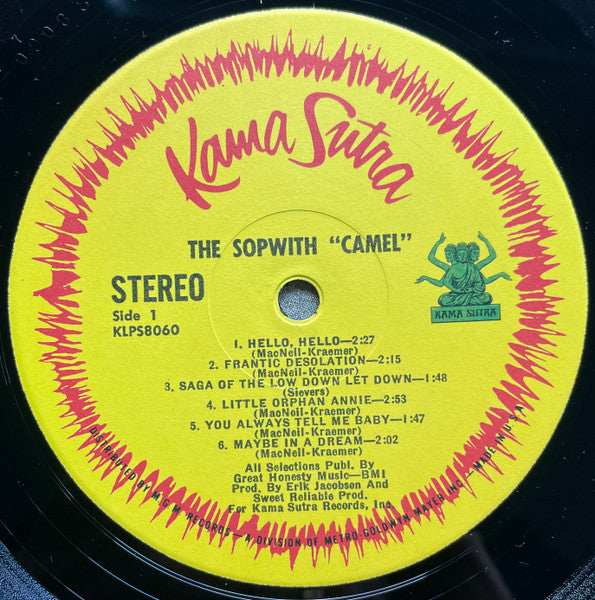 Kama Sutra
THE SOPWITH "CAMEL"
STEREO
Side 1
KLPS8060
KAMA SUTRA
1. HELLO, HELLO—2:27
(MacNeil-Kraemer)
2. FRANTIC DESOLATION—2:15
(MacNeil-Kraemer)
3. SAGA OF THE LOW DOWN LET DOWN—1:48
(Sievers)
4. LITTLE ORPHAN ANNIE—2:53
(MacNeil-Kraemer)
5. YOU ALWAYS TELL ME BABY—1:47
(MacNeil-Kraemer)
6. MAYBE IN A DREAM—2:02
(MacNeil-Kraemer)
All Selections Publ. By
Great Honesty Music—BMI
Prod. By Erik Jacobsen And
Sweet Reliable Prod.
For Kama Sutra Records, Inc.
DISTRIBUTED BY M.G.M. RECORDS—A DIVISION OF METRO GOLDWYN MAYER INC.—MADE IN U.S.A.